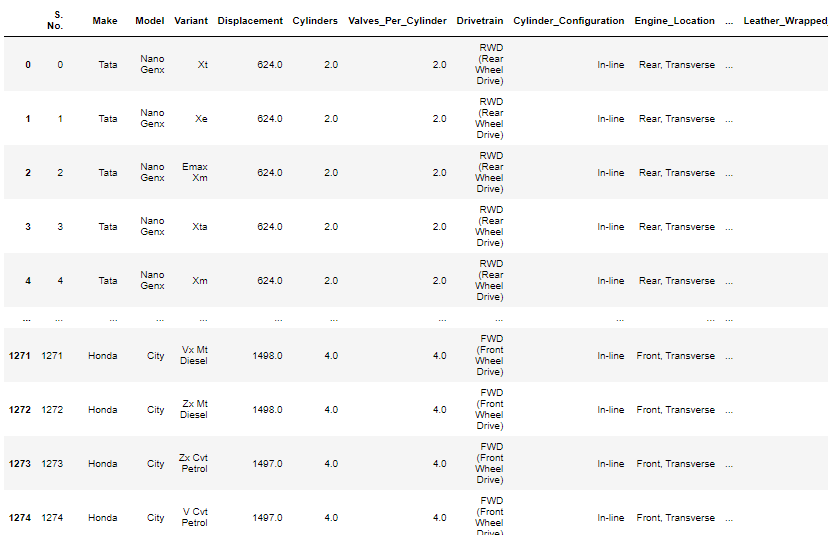 S. No. Make Model Variant Displacement Cylinders Valves_Per_Cylinder Drivetrain Cylinder_Configuration Engine_Location ... Leather_Wrapped
0 0 Tata Nano Genx Xt 624.0 2.0 2.0 RWD (Rear Wheel Drive) In-line Rear, Transverse ...
1 1 Tata Nano Genx Xe 624.0 2.0 2.0 RWD (Rear Wheel Drive) In-line Rear, Transverse ...
2 2 Tata Nano Genx Emax Xm 624.0 2.0 2.0 RWD (Rear Wheel Drive) In-line Rear, Transverse ...
3 3 Tata Nano Genx Xta 624.0 2.0 2.0 RWD (Rear Wheel Drive) In-line Rear, Transverse ...
4 4 Tata Nano Genx Xm 624.0 2.0 2.0 RWD (Rear Wheel Drive) In-line Rear, Transverse ...
... ... ... ... ... ... ... ... ... ... ... ...
1271 1271 Honda City Vx Mt Diesel 1498.0 4.0 4.0 FWD (Front Wheel Drive) In-line Front, Transverse ...
1272 1272 Honda City Zx Mt Diesel 1498.0 4.0 4.0 FWD (Front Wheel Drive) In-line Front, Transverse ...
1273 1273 Honda City Zx Cvt Petrol 1497.0 4.0 4.0 FWD (Front Wheel Drive) In-line Front, Transverse ...
1274 1274 Honda City V Cvt Petrol 1497.0 4.0 4.0 FWD (Front Wheel Drive) In-line Front, Transverse ...